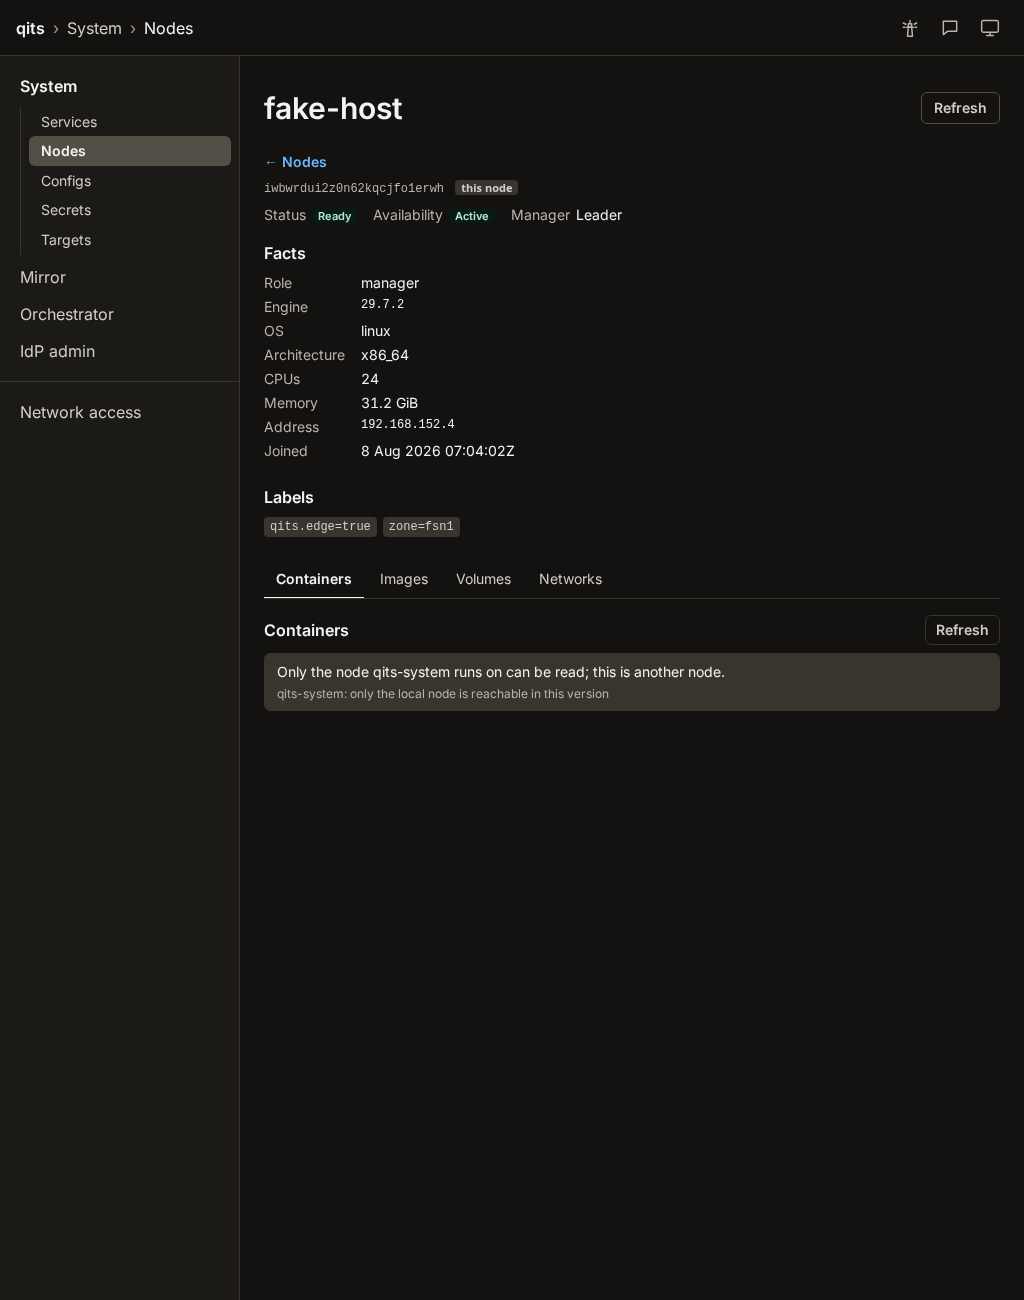 qits › System › Nodes
System
Services
Nodes
Configs
Secrets
Targets
Mirror
Orchestrator
IdP admin
Network access
fake-host
Refresh
← Nodes
iwbwrdui2z0n62kqcjfo1erwh this node
Status Ready Availability Active Manager Leader
Facts
Role manager
Engine 29.7.2
OS linux
Architecture x86_64
CPUs 24
Memory 31.2 GiB
Address 192.168.152.4
Joined 8 Aug 2026 07:04:02Z
Labels
qits.edge=true zone=fsn1
Containers Images Volumes Networks
Containers Refresh
Only the node qits-system runs on can be read; this is another node.
qits-system: only the local node is reachable in this version